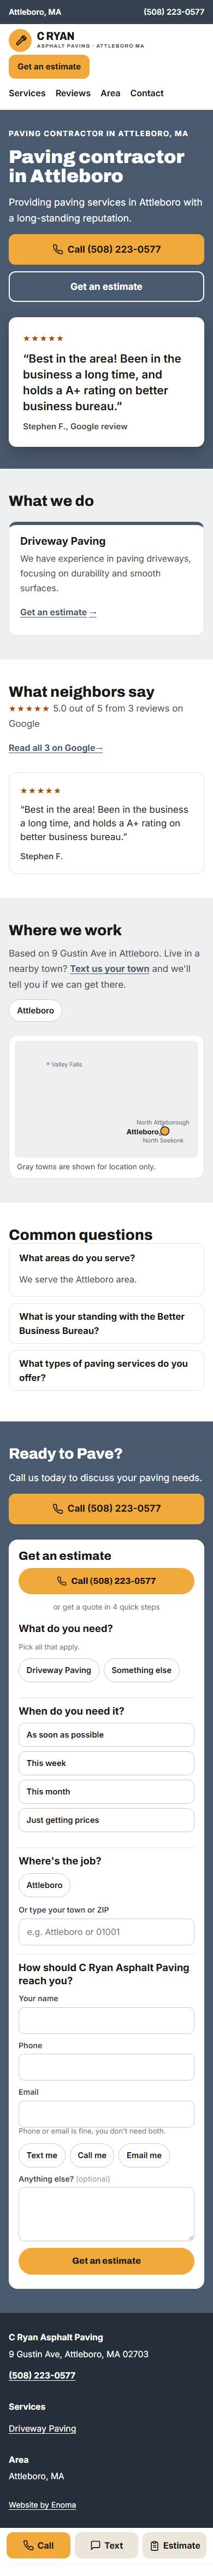 Attleboro, MA
(508) 223-0577
C RYAN
ASPHALT PAVING · ATTLEBORO MA
Get an estimate
Services Reviews Area Contact
PAVING CONTRACTOR IN ATTLEBORO, MA
Paving contractor
in Attleboro
Providing paving services in Attleboro with
a long-standing reputation.
Call (508) 223-0577
Get an estimate
★★★★★
“Best in the area! Been in the
business a long time, and
holds a A+ rating on better
business bureau.”
Stephen F., Google review
What we do
Driveway Paving
We have experience in paving driveways,
focusing on durability and smooth
surfaces.
Get an estimate →
What neighbors say
★★★★★ 5.0 out of 5 from 3 reviews on
Google
Read all 3 on Google→
★★★★★
“Best in the area! Been in the business
a long time, and holds a A+ rating on
better business bureau.”
Stephen F.
Where we work
Based on 9 Gustin Ave in Attleboro. Live in a
nearby town? Text us your town and we'll
tell you if we can get there.
Attleboro
Valley Falls
North Attleborough
Attleboro
North Seekonk
Gray towns are shown for location only.
Common questions
What areas do you serve?
We serve the Attleboro area.
What is your standing with the Better
Business Bureau?
What types of paving services do you
offer?
Ready to Pave?
Call us today to discuss your paving needs.
Call (508) 223-0577
Get an estimate
Call (508) 223-0577
or get a quote in 4 quick steps
What do you need?
Pick all that apply.
Driveway Paving
Something else
When do you need it?
As soon as possible
This week
This month
Just getting prices
Where's the job?
Attleboro
Or type your town or ZIP
e.g. Attleboro or 01001
How should C Ryan Asphalt Paving
reach you?
Your name
Phone
Email
Phone or email is fine, you don't need both.
Text me
Call me
Email me
Anything else? (optional)
Get an estimate
C Ryan Asphalt Paving
9 Gustin Ave, Attleboro, MA 02703
(508) 223-0577
Services
Driveway Paving
Area
Attleboro, MA
Website by Enoma
Call
Text
Estimate